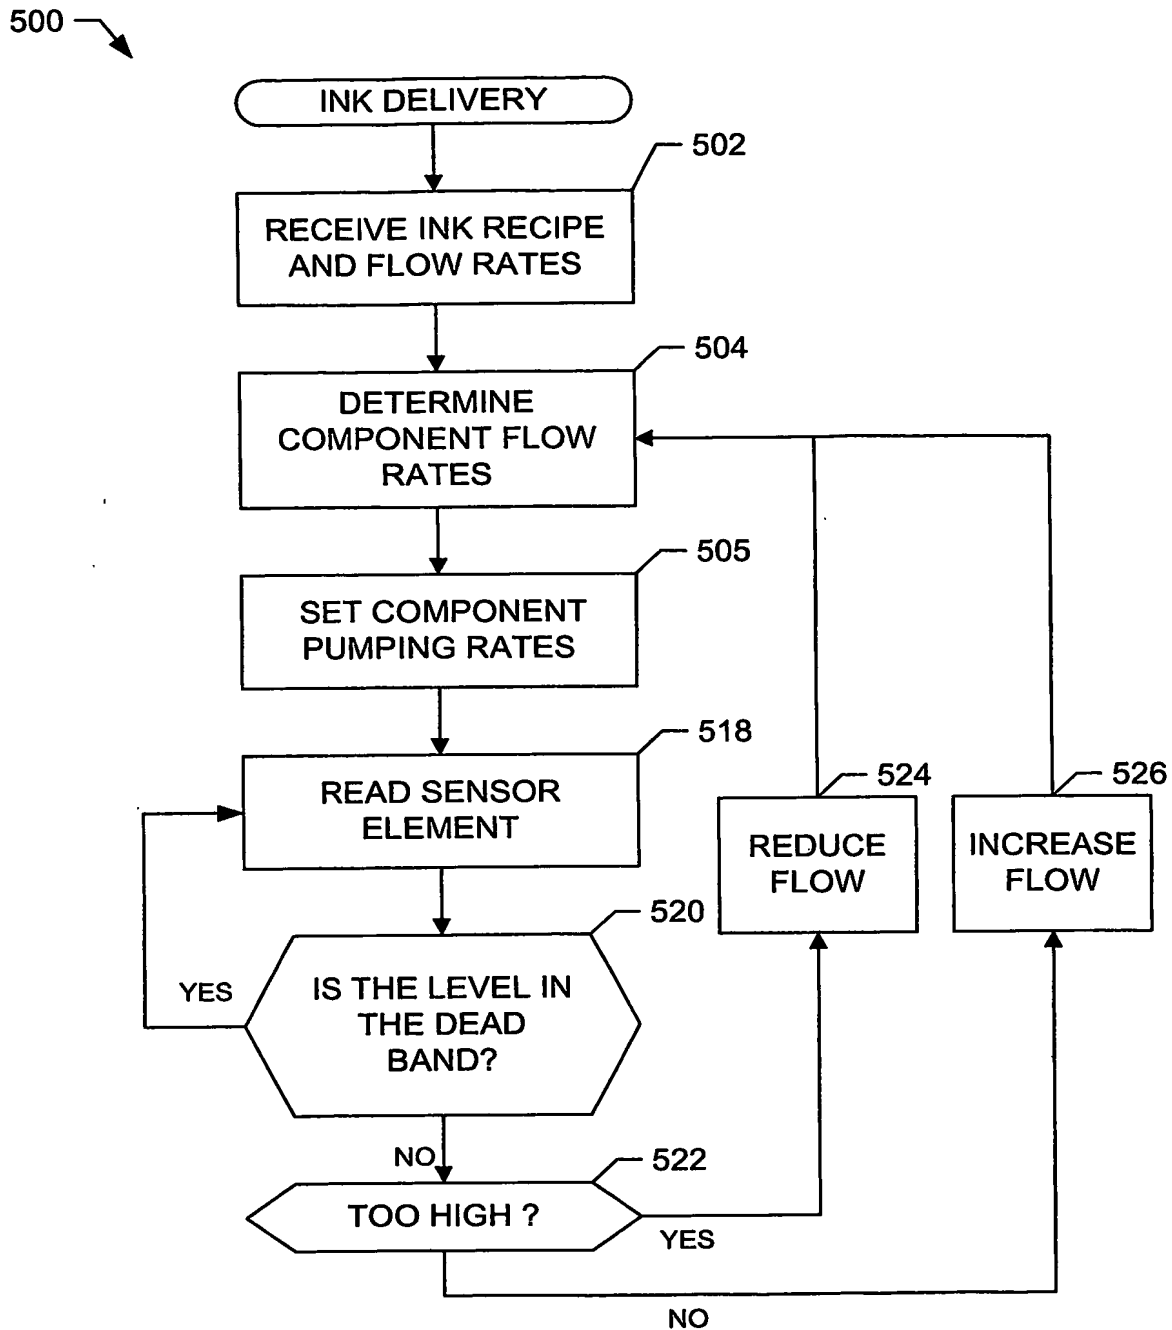 500
INK DELIVERY
502
RECEIVE INK RECIPE
AND FLOW RATES
504
DETERMINE
COMPONENT FLOW
RATES
505
SET COMPONENT
PUMPING RATES
518
READ SENSOR
ELEMENT
524
REDUCE
FLOW
526
INCREASE
FLOW
520
YES
IS THE LEVEL IN
THE DEAD
BAND?
NO
522
TOO HIGH ?
YES
NO